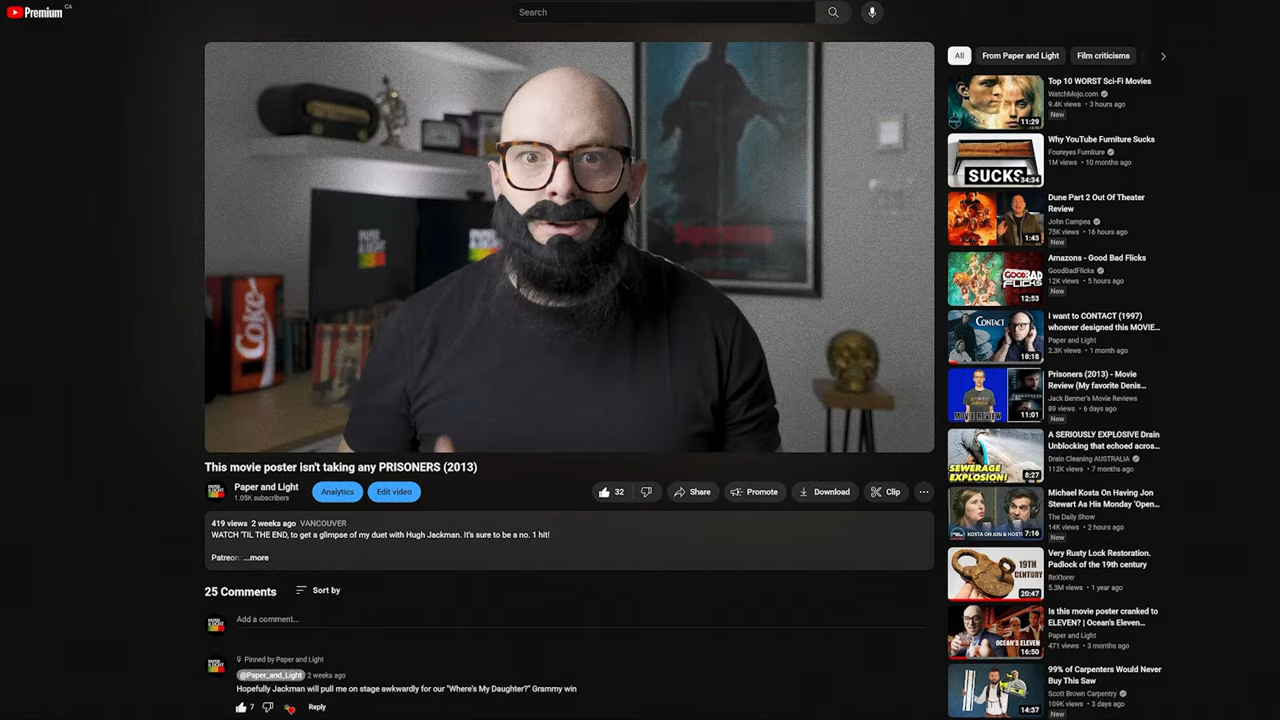 Premium CA
Search
Coke
All
From Paper and Light
Film criticisms
Top 10 WORST Sci-Fi Movies
WatchMojo.com
9.4K views • 3 hours ago
New
11:29
Why YouTube Furniture Sucks
Foureyes Furniture
1M views • 10 months ago
SUCKS
34:34
Dune Part 2 Out Of Theater
Review
John Campea
75K views • 16 hours ago
New
1:43
Amazons - Good Bad Flicks
GoodBadFlicks
12K views • 5 hours ago
New
GOOD BAD
FLICKS
12:53
I want to CONTACT (1997)
whoever designed this MOVIE...
Paper and Light
2.3K views • 1 month ago
CONTACT
18:18
Prisoners (2013) - Movie
Review (My favorite Denis...
Jack Benner's Movie Reviews
89 views • 6 days ago
New
MOVIE REVIEW
11:01
A SERIOUSLY EXPLOSIVE Drain
Unblocking that echoed across...
Drain Cleaning AUSTRALIA
112K views • 7 months ago
SEWERAGE
EXPLOSION!
8:27
Michael Kosta On Having Jon
Stewart As His Monday 'Open...
The Daily Show
14K views • 2 hours ago
New
KOSTA ON JON & HOSTI
7:16
Very Rusty Lock Restoration.
Padlock of the 19th century
ReXtorer
5.3M views • 1 year ago
19TH
CENTURY
20:47
Is this movie poster cranked to
ELEVEN? | Ocean's Eleven...
Paper and Light
471 views • 3 months ago
OCEAN'S ELEVEN
16:50
99% of Carpenters Would Never
Buy This Saw
Scott Brown Carpentry
109K views • 3 days ago
New
14:37
This movie poster isn't taking any PRISONERS (2013)
Paper and Light
1.05K subscribers
Analytics
Edit video
32
Share
Promote
Download
Clip
419 views 2 weeks ago VANCOUVER
WATCH 'TIL THE END, to get a glimpse of my duet with Hugh Jackman. It's sure to be a no. 1 hit!
Patreon: ...more
25 Comments
Sort by
Add a comment...
Pinned by Paper and Light
@Paper_and_Light 2 weeks ago
Hopefully Jackman will pull me on stage awkwardly for our "Where's My Daughter?" Grammy win
7
Reply